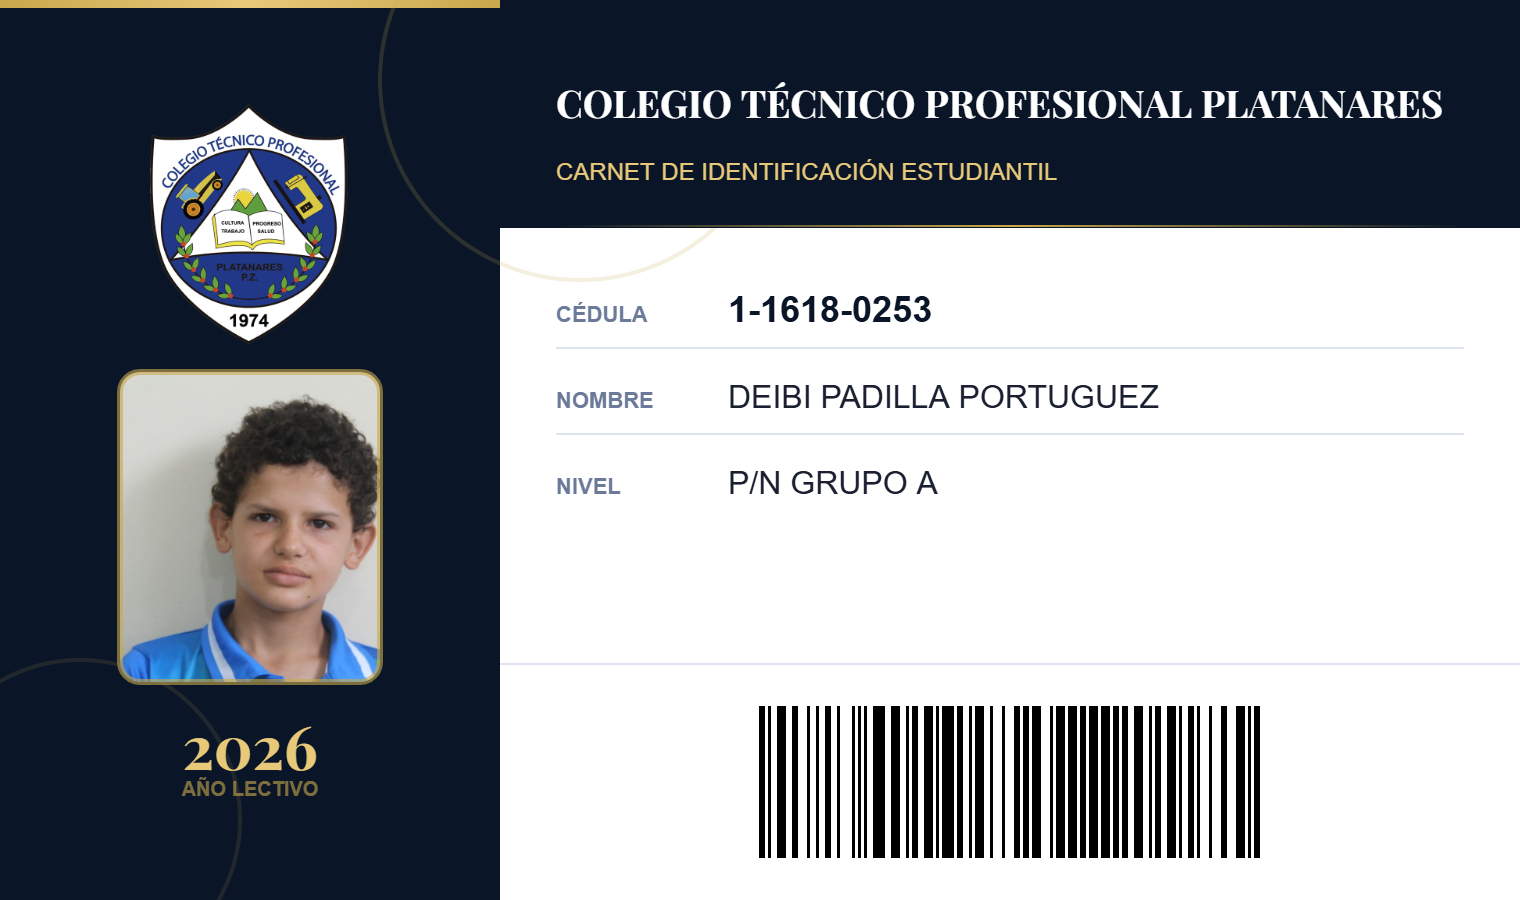 COLEGIO TÉCNICO PROFESIONAL
CULTURA PROGRESO
TRABAJO SALUD
PLATANARES
P.Z.
1974
2026
AÑO LECTIVO
COLEGIO TÉCNICO PROFESIONAL PLATANARES
CARNET DE IDENTIFICACIÓN ESTUDIANTIL
CÉDULA 1-1618-0253
NOMBRE DEIBI PADILLA PORTUGUEZ
NIVEL P/N GRUPO A